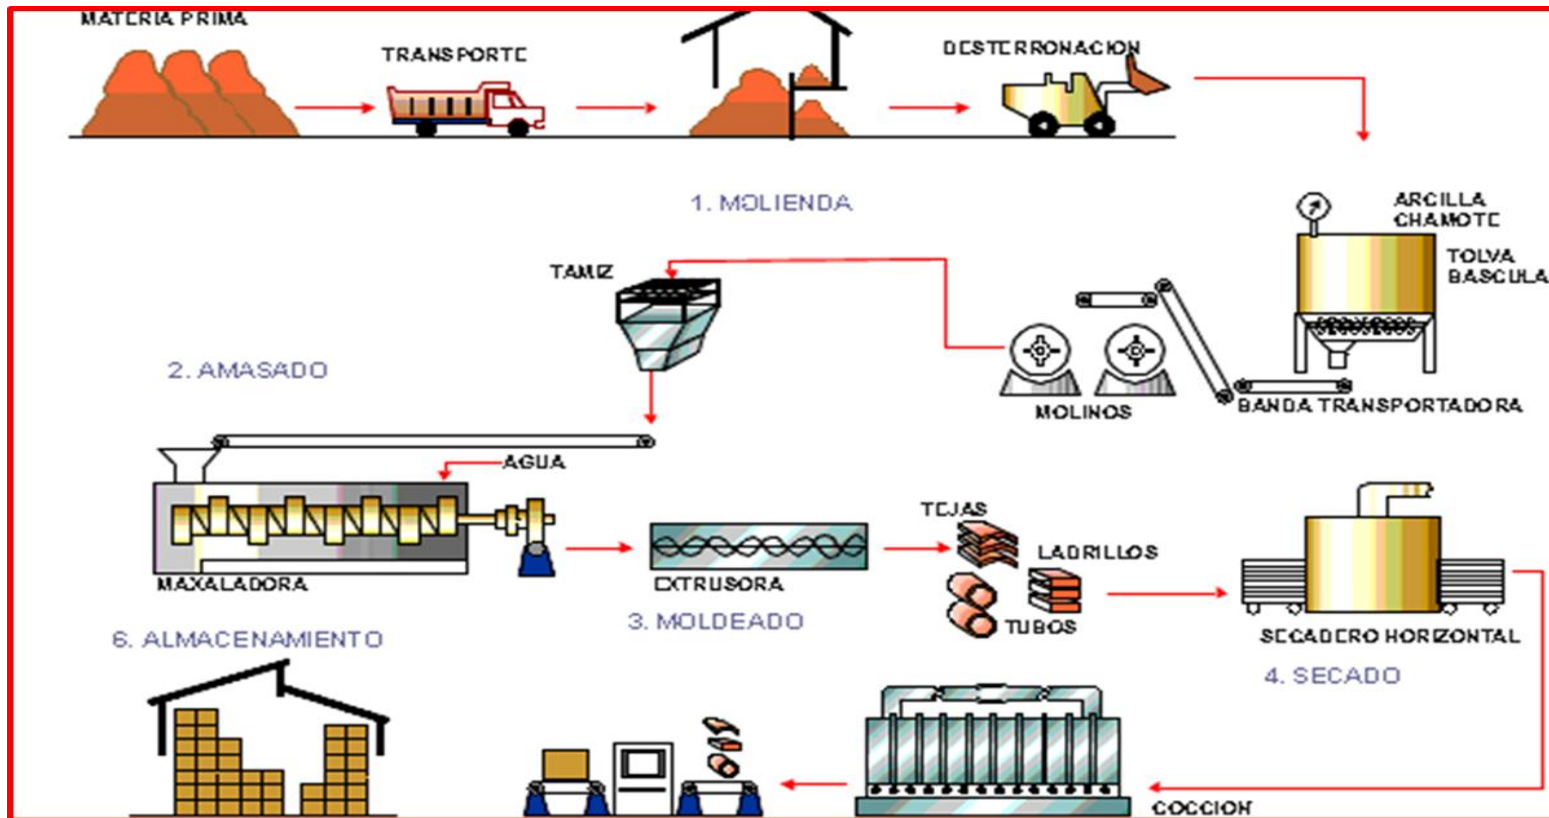 MATERIA PRIMA
TRANSPORTE
DESTERRONACION
1. MOLIENDA
ARCILLA
CHAMOTE
TOLVA
BASCULA
TAMIZ
2. AMASADO
MOLINOS
BANDA TRANSPORTADORA
AGUA
TEJAS
LADRILLOS
MAXALADORA
EXTRUSORA
TUBOS
3. MOLDEADO
6. ALMACENAMIENTO
SECADERO HORIZONTAL
4. SECADO
COCCION